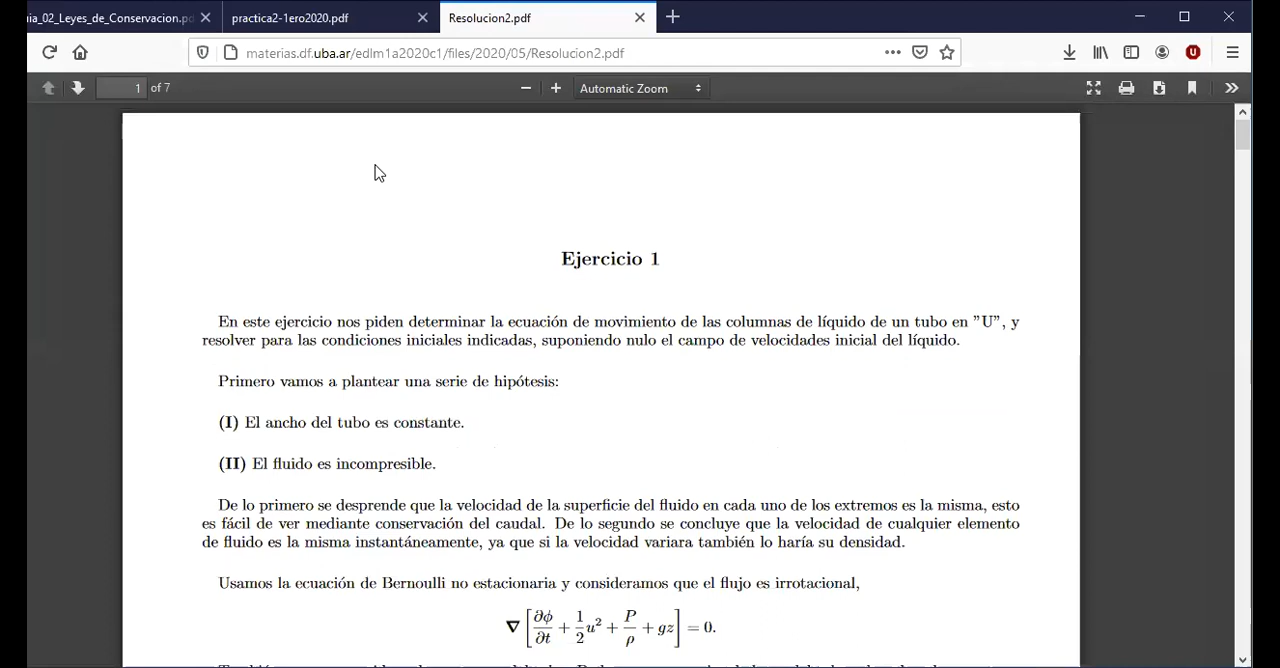 uia_02_Leyes_de_Conservacion.pd
practica2-1ero2020.pdf
Resolucion2.pdf
materias.df.uba.ar/edlm1a2020c1/files/2020/05/Resolucion2.pdf
1 of 7
Automatic Zoom
Ejercicio 1
En este ejercicio nos piden determinar la ecuación de movimiento de las columnas de líquido de un tubo en ”U”, y
resolver para las condiciones iniciales indicadas, suponiendo nulo el campo de velocidades inicial del líquido.
Primero vamos a plantear una serie de hipótesis:
(I) El ancho del tubo es constante.
(II) El fluido es incompresible.
De lo primero se desprende que la velocidad de la superficie del fluido en cada uno de los extremos es la misma, esto
es fácil de ver mediante conservación del caudal. De lo segundo se concluye que la velocidad de cualquier elemento
de fluido es la misma instantáneamente, ya que si la velocidad variara también lo haría su densidad.
Usamos la ecuación de Bernoulli no estacionaria y consideramos que el flujo es irrotacional,
∇ [∂ϕ/∂t + 1/2 u² + P/ρ + gz] = 0.